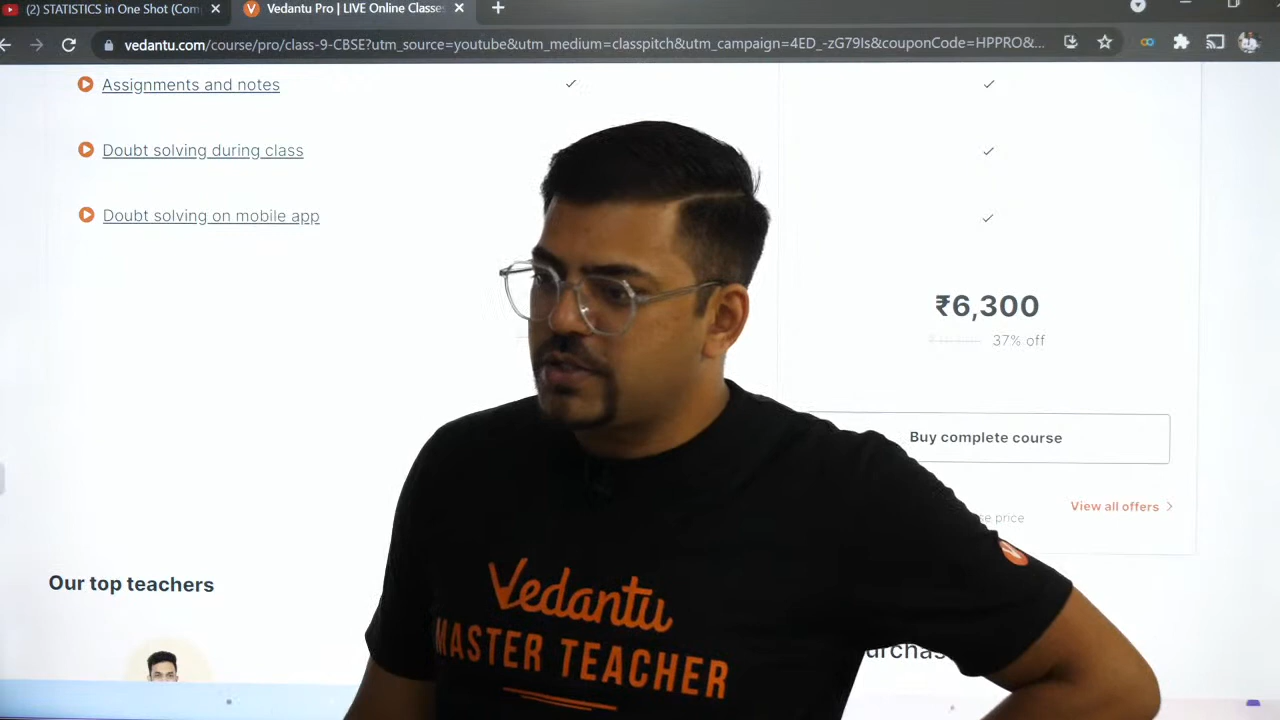 (2) STATISTICS in One Shot (Com
Vedantu Pro | LIVE Online Classe
vedantu.com/course/pro/class-9-CBSE?utm_source=youtube&utm_medium=classpitch&utm_campaign=4ED_-zG79Is&couponCode=HPPRO&...
Assignments and notes
Doubt solving during class
Doubt solving on mobile app
₹6,300
37% off
Buy complete course
View all offers
price
Our top teachers
Vedantu
MASTER TEACHER